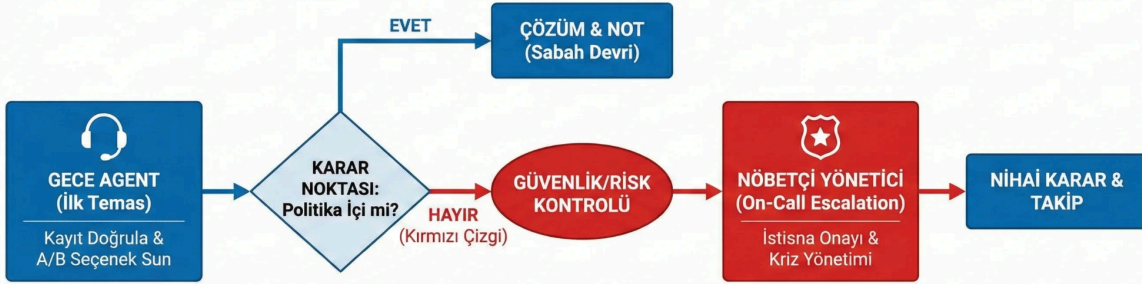 GECE AGENT
(İlk Temas)
Kayıt Doğrula &
A/B Seçenek Sun
KARAR
NOKTASI:
Politika İçi mi?
EVET
ÇÖZÜM & NOT
(Sabah Devri)
HAYIR
(Kırmızı Çizgi)
GÜVENLİK/RİSK
KONTROLÜ
NÖBETÇİ YÖNETİCİ
(On-Call Escalation)
İstisna Onayı &
Kriz Yönetimi
NİHAİ KARAR &
TAKİP